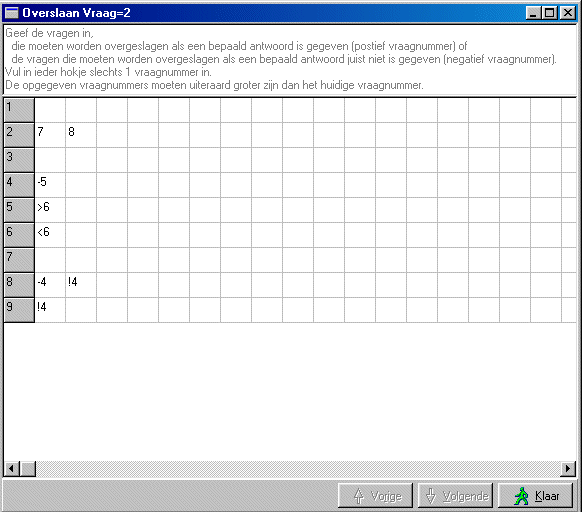 Overslaan Vraag=2
Geef de vragen in,
die moeten worden overgeslagen als een bepaald antwoord is gegeven (postief vraagnummer) of
de vragen die moeten worden overgeslagen als een bepaald antwoord juist niet is gegeven (negatief vraagnummer).
Vul in ieder hokje slechts 1 vraagnummer in.
De opgegeven vraagnummers moeten uiteraard groter zijn dan het huidige vraagnummer.
1
2 7 8
3
4 -5
5 >6
6 <6
7
8 -4 !4
9 !4
Vorige Volgende Klaar